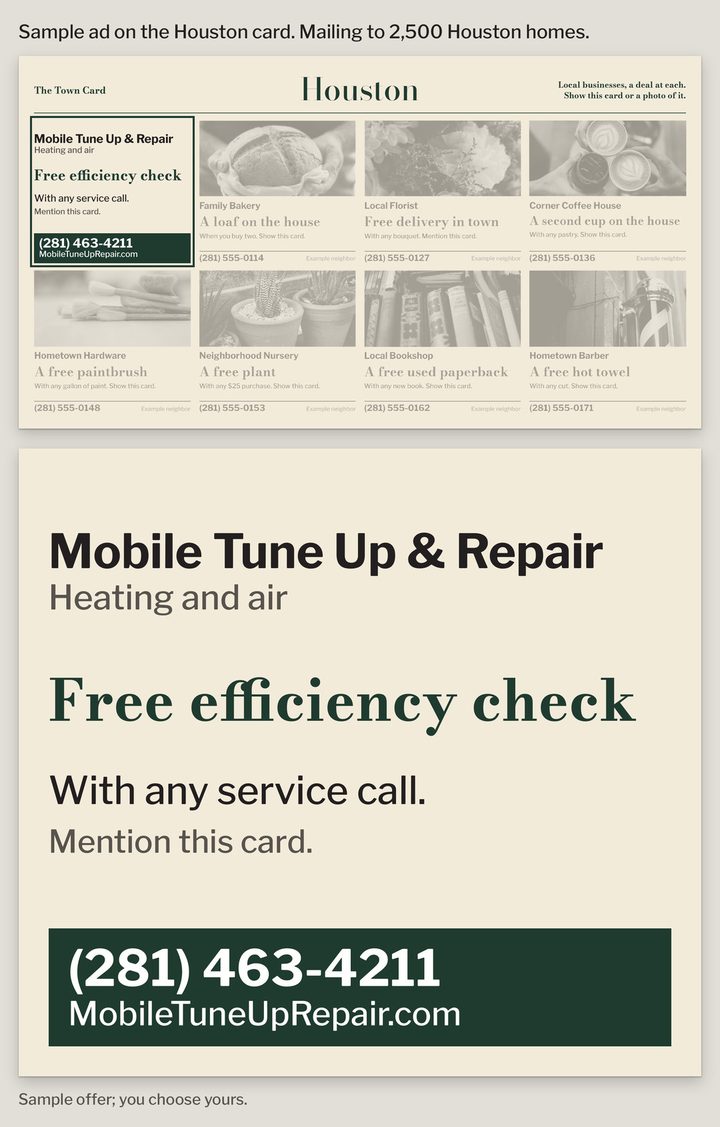 Sample ad on the Houston card. Mailing to 2,500 Houston homes.
The Town Card
Houston
Local businesses, a deal at each.
Show this card or a photo of it.
Mobile Tune Up & Repair
Heating and air
Free efficiency check
With any service call.
Mention this card.
(281) 463-4211
MobileTuneUpRepair.com
Family Bakery
A loaf on the house
When you buy two. Show this card.
(281) 555-0114
Example neighbor
Local Florist
Free delivery in town
With any bouquet. Mention this card.
(281) 555-0127
Example neighbor
Corner Coffee House
A second cup on the house
With any pastry. Show this card.
(281) 555-0136
Example neighbor
Hometown Hardware
A free paintbrush
With any gallon of paint. Show this card.
(281) 555-0148
Example neighbor
Neighborhood Nursery
A free plant
With any $25 purchase. Show this card.
(281) 555-0153
Example neighbor
Local Bookshop
A free used paperback
With any new book. Show this card.
(281) 555-0162
Example neighbor
Hometown Barber
A free hot towel
With any cut. Show this card.
(281) 555-0171
Example neighbor
Mobile Tune Up & Repair
Heating and air
Free efficiency check
With any service call.
Mention this card.
(281) 463-4211
MobileTuneUpRepair.com
Sample offer; you choose yours.